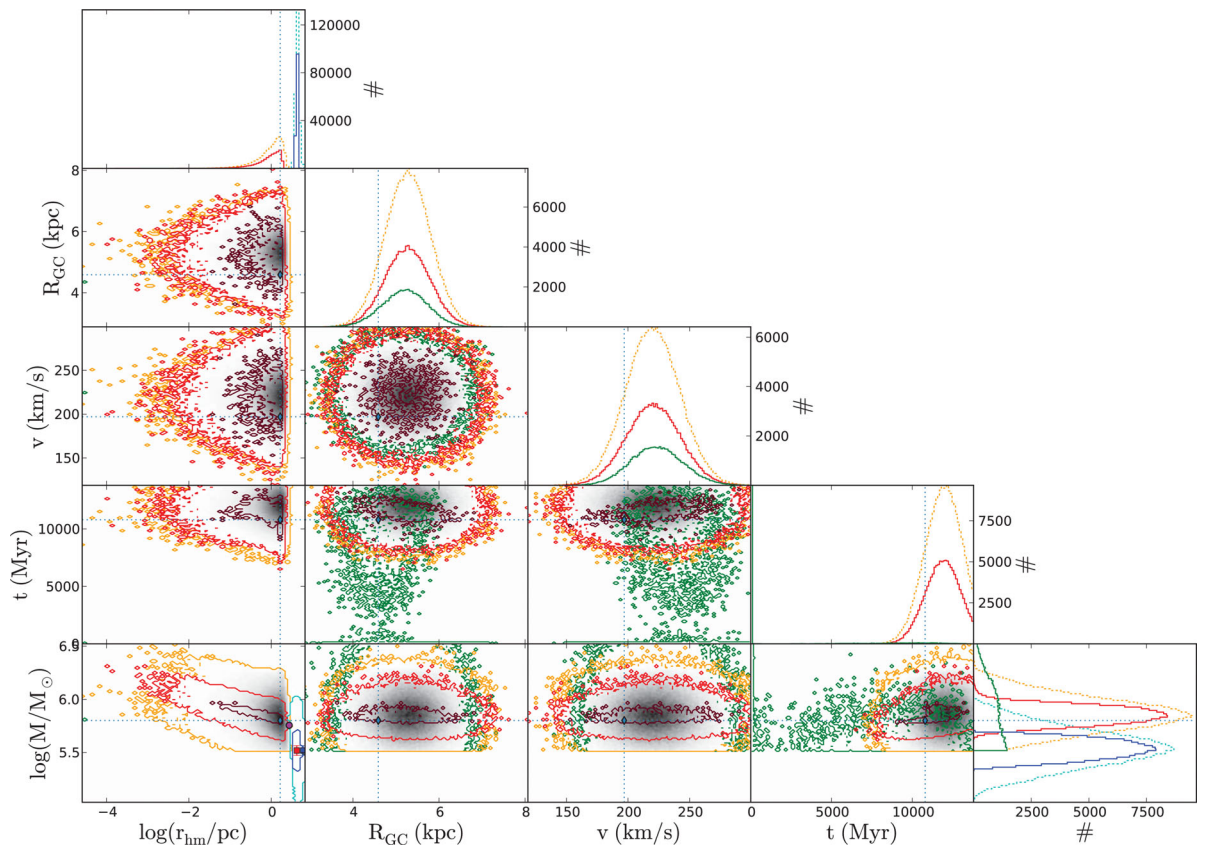 120000
80000
40000
#
8
6
4
R_GC (kpc)
6000
4000
2000
#
250
200
150
v (km/s)
6000
4000
2000
#
10000
5000
0
t (Myr)
7500
5000
2500
#
6.5
6.0
5.5
log(M/M⊙)
−4 −2 0
4 6 8
150 200 250
5000 10000
2500 5000 7500
log(r_hm/pc)
R_GC (kpc)
v (km/s)
t (Myr)
#